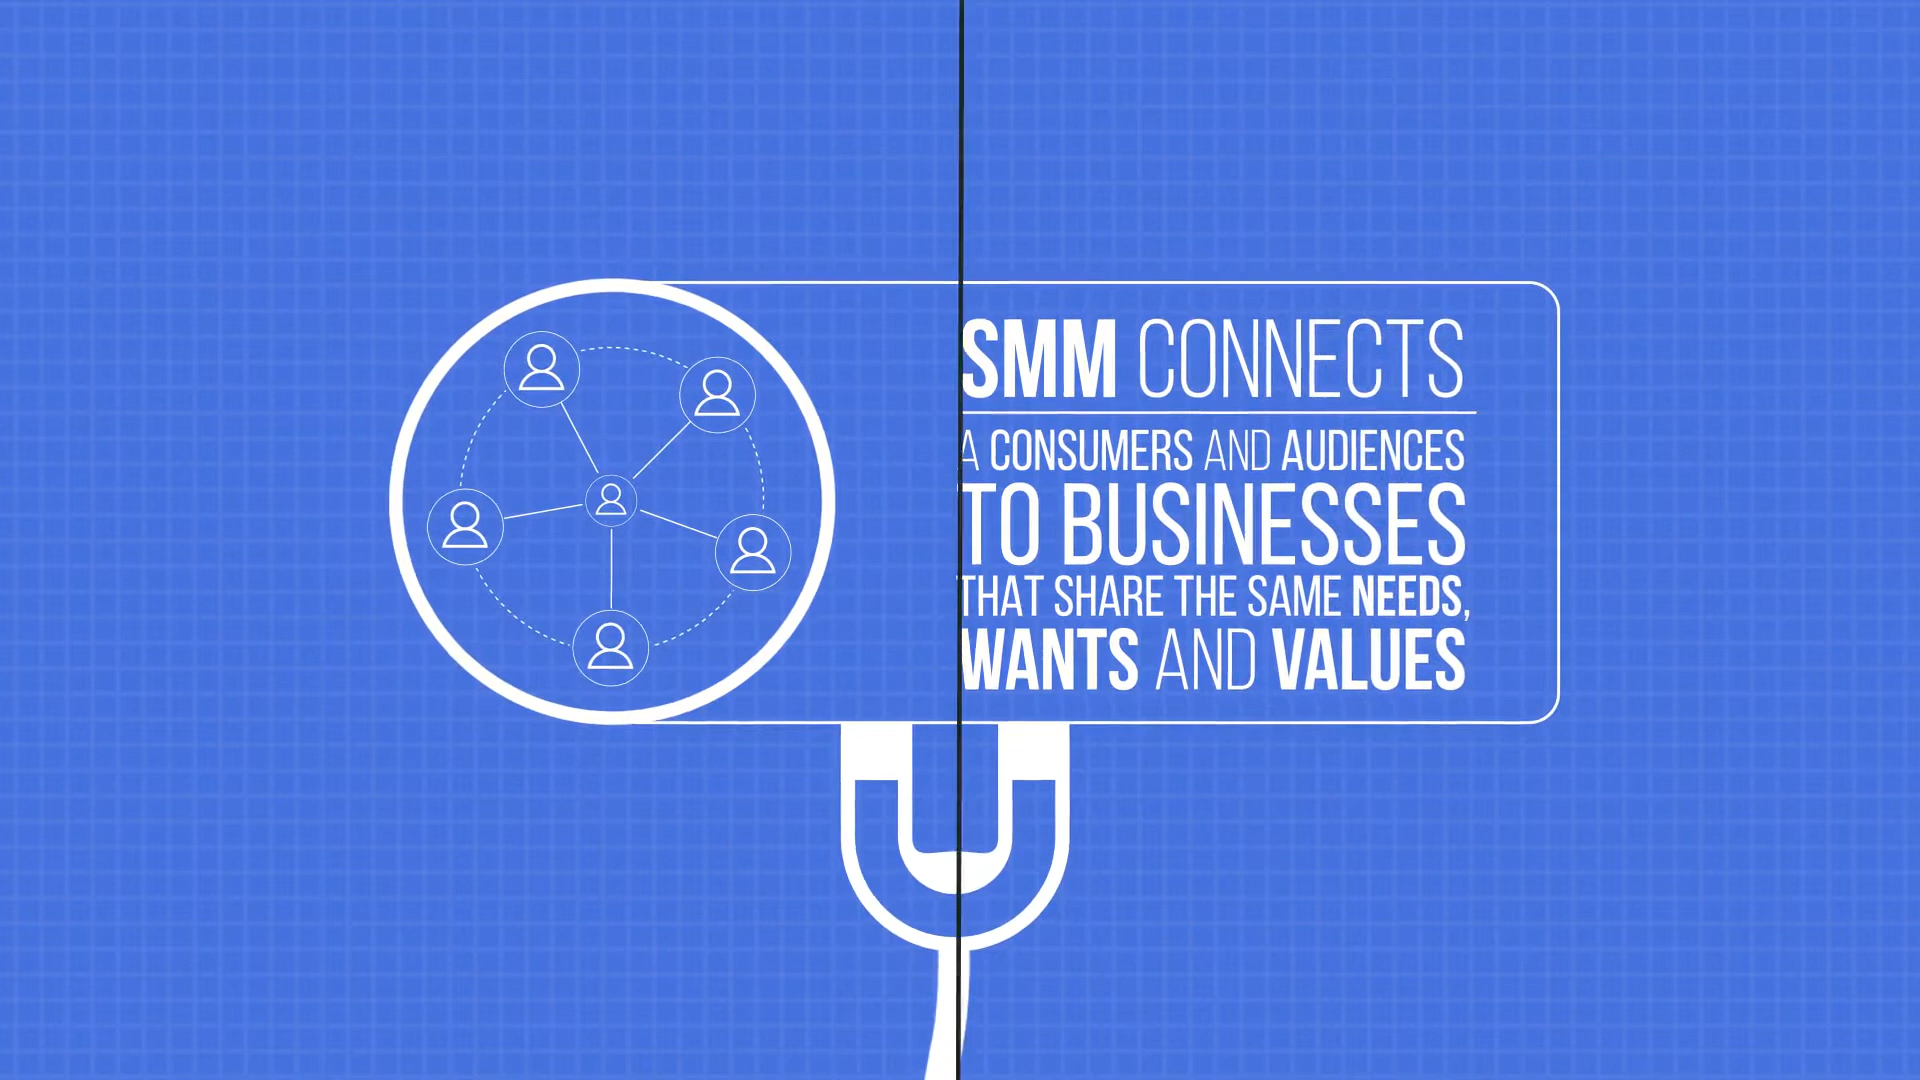 SMM CONNECTS
A CONSUMERS AND AUDIENCES
TO BUSINESSES
THAT SHARE THE SAME NEEDS,
WANTS AND VALUES